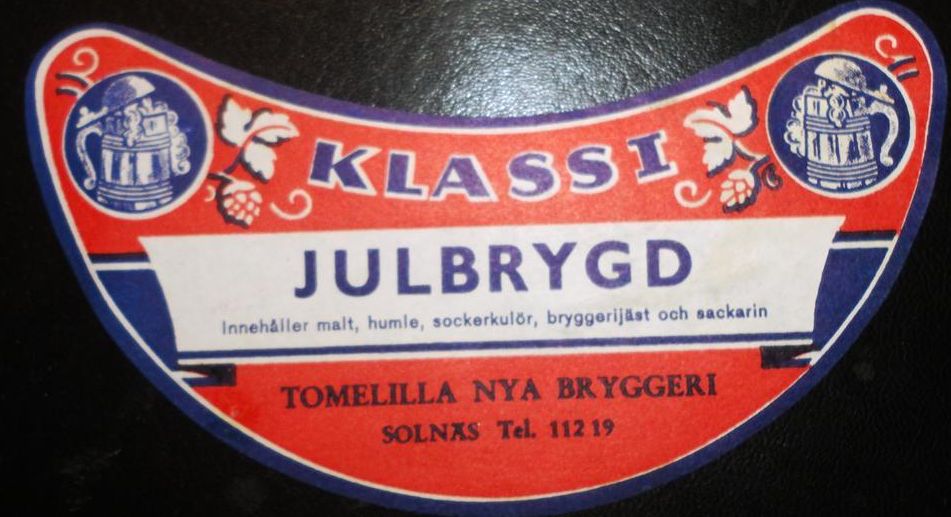 KLASSI
JULBRYGD
Innehåller malt, humle, sockerkulör, bryggerijäst och sackarin
TOMELILLA NYA BRYGGERI
SOLNÄS Tel. 112 19